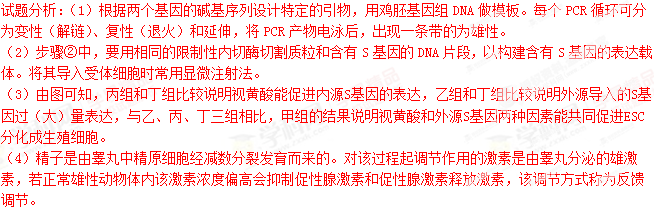 试题分析：（1）根据两个基因的碱基序列设计特定的引物，用鸡胚基因组 DNA 做模板。每个 PCR 循环可分
为变性（解链）、复性（退火）和延伸，将 PCR 产物电泳后，出现一条带的为雄性。
（2）步骤②中，要用相同的限制性内切酶切割质粒和含有 S 基因的 DNA 片段，以构建含有 S 基因的表达载
体。将其导入受体细胞时常用显微注射法。
（3）由图可知，丙组和丁组比较说明视黄酸能促进内源S基因的表达，乙组和丁组比较说明外源导入的S基
因过（大）量表达，与乙、丙、丁三组相比，甲组的结果说明视黄酸和外源S基因两种因素能共同促进ESC
分化成生殖细胞。
（4）精子是由睾丸中精原细胞经减数分裂发育而来的。对该过程起调节作用的激素是由睾丸分泌的雄激
素，若正常雄性动物体内该激素浓度偏高会抑制促性腺激素和促性腺激素释放激素，该调节方式称为反馈
调节。